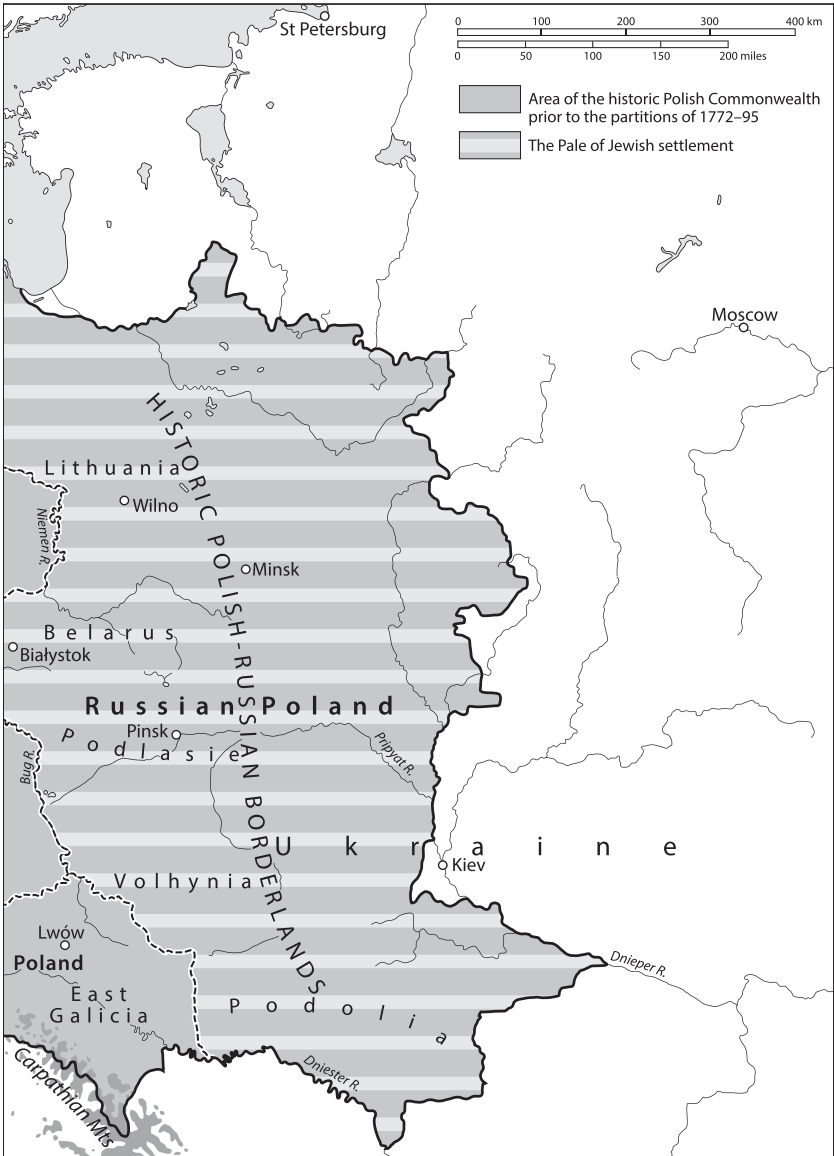 St Petersburg
0 100 200 300 400 km
0 50 100 150 200 miles
Area of the historic Polish Commonwealth
prior to the partitions of 1772–95
The Pale of Jewish settlement
Moscow
HISTORIC POLISH-RUSSIAN BORDERLANDS
Lithuania
Wilno
Niemen R.
Minsk
Belarus
Białystok
Russian Poland
Pinsk
Podlasie
Pripyat R.
Bug R.
Ukraine
Kiev
Volhynia
Lwów
Poland
East
Galicia
Dnieper R.
Podolia
Dniester R.
Carpathian Mts